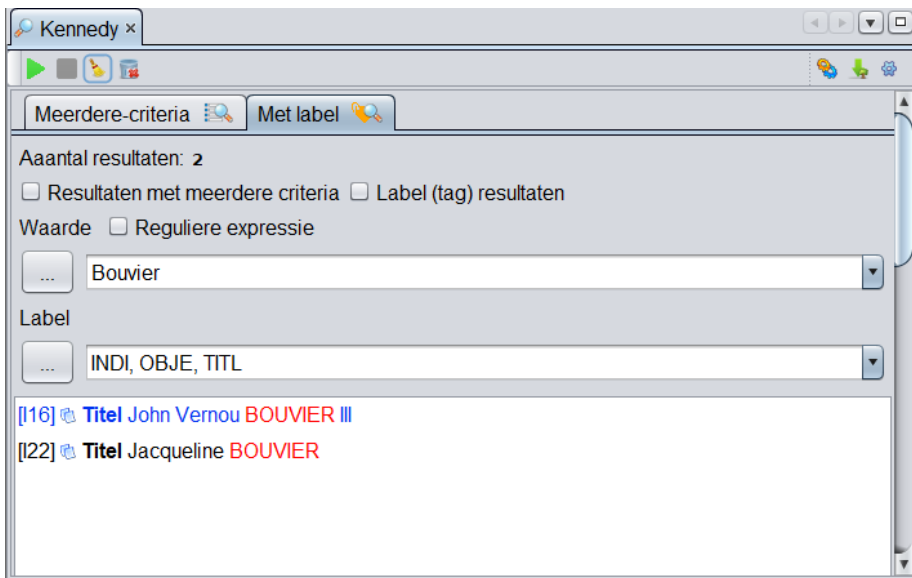 Kennedy ×
Meerdere-criteria Met label
Aaantal resultaten: 2
Resultaten met meerdere criteria Label (tag) resultaten
Waarde Reguliere expressie
... Bouvier
Label
... INDI, OBJE, TITL
[I16] Titel John Vernou BOUVIER III
[I22] Titel Jacqueline BOUVIER